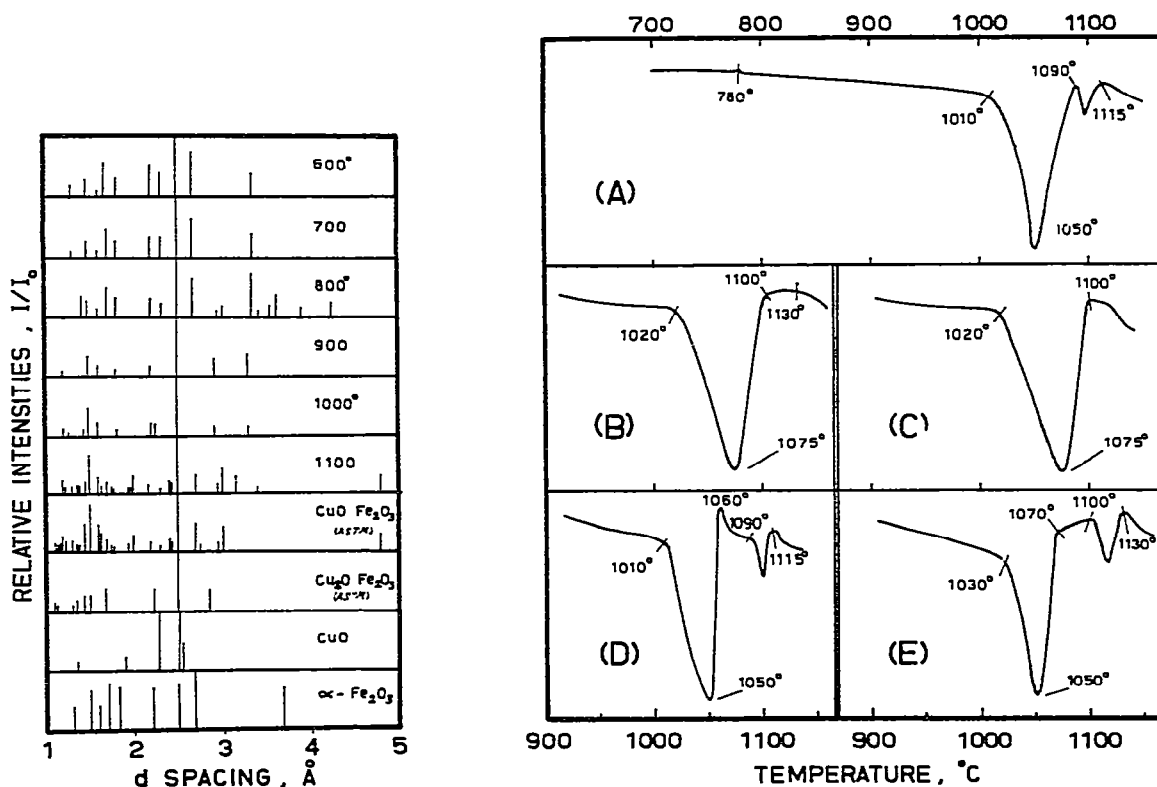 RELATIVE INTENSITIES , I/Iₒ
600°
700
800°
900
1000°
1100
CuO Fe₂O₃
(ASTM)
Cu₂O Fe₂O₃
(ASTM)
CuO
α- Fe₂O₃
1 2 3 4 5
d SPACING , Å
700 800 900 1000 1100
(A)
780°
1010°
1050°
1090°
1115°
(B)
1020°
1075°
1100°
1130°
(C)
1020°
1075°
1100°
(D)
1010°
1050°
1060°
1090°
1115°
(E)
1030°
1050°
1070°
1100°
1130°
900 1000 1100 900 1000 1100
TEMPERATURE, °C